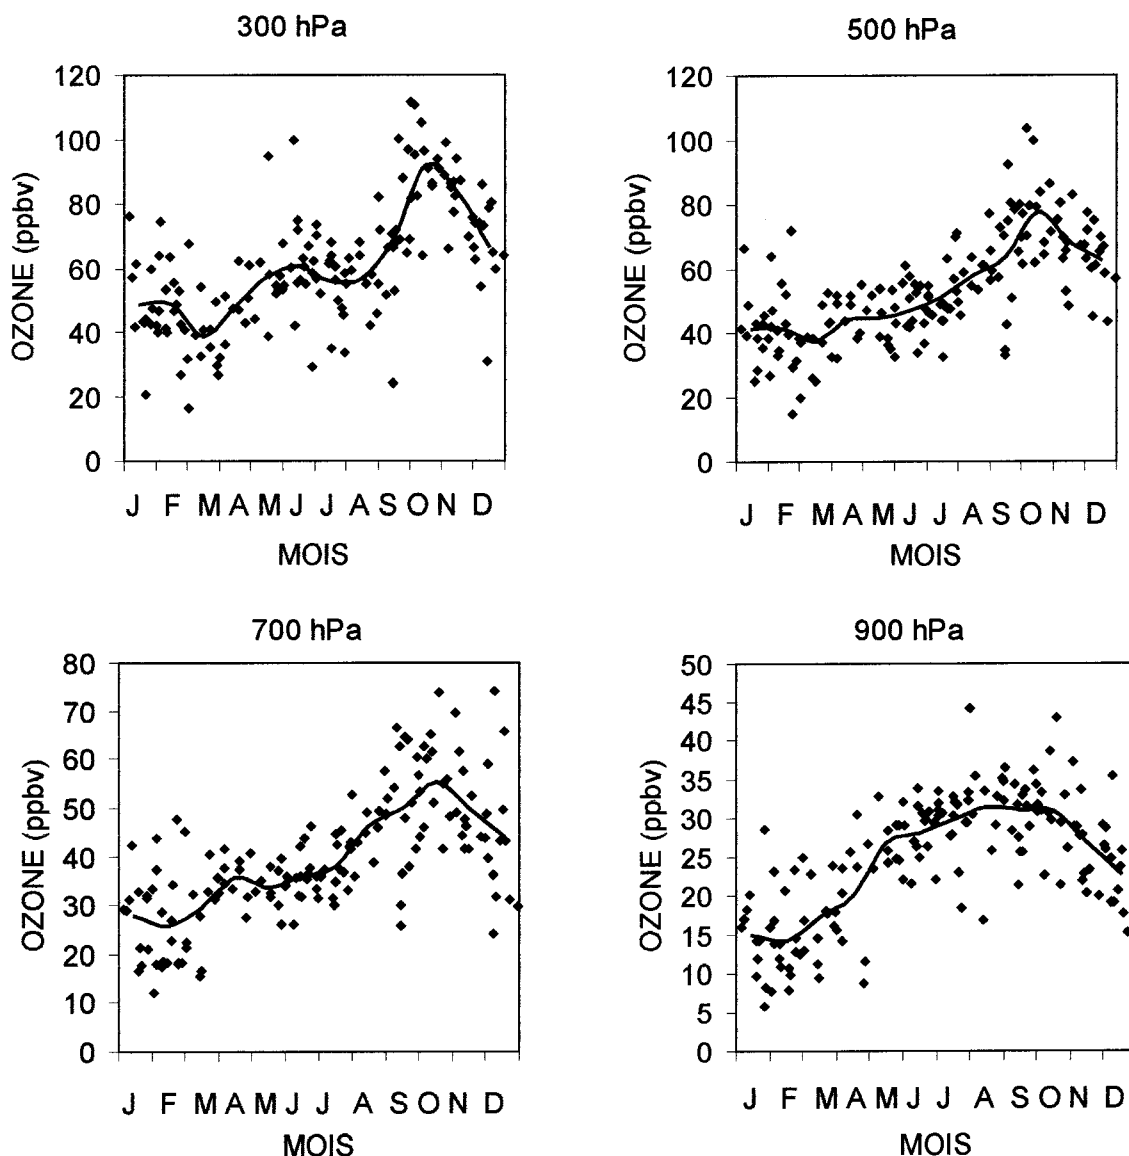 300 hPa
OZONE (ppbv)
120
100
80
60
40
20
0
J F M A M J J A S O N D
MOIS
500 hPa
OZONE (ppbv)
120
100
80
60
40
20
0
J F M A M J J A S O N D
MOIS
700 hPa
OZONE (ppbv)
80
70
60
50
40
30
20
10
0
J F M A M J J A S O N D
MOIS
900 hPa
OZONE (ppbv)
50
45
40
35
30
25
20
15
10
5
0
J F M A M J J A S O N D
MOIS